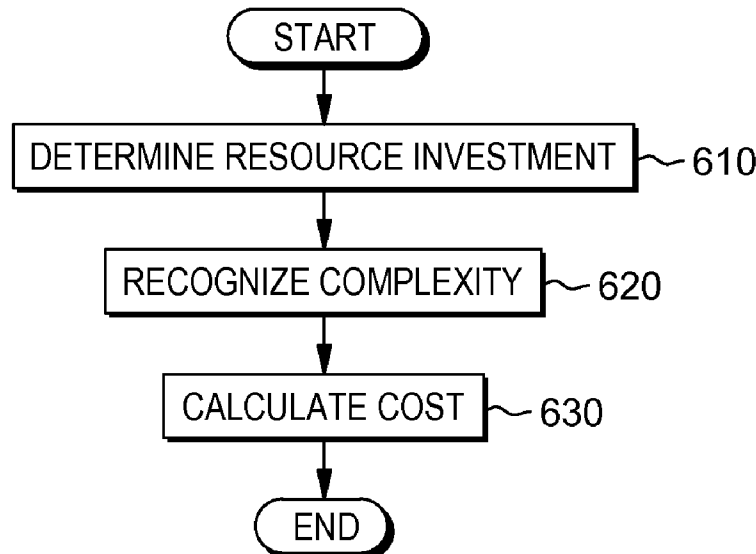 START
DETERMINE RESOURCE INVESTMENT 610
RECOGNIZE COMPLEXITY 620
CALCULATE COST 630
END